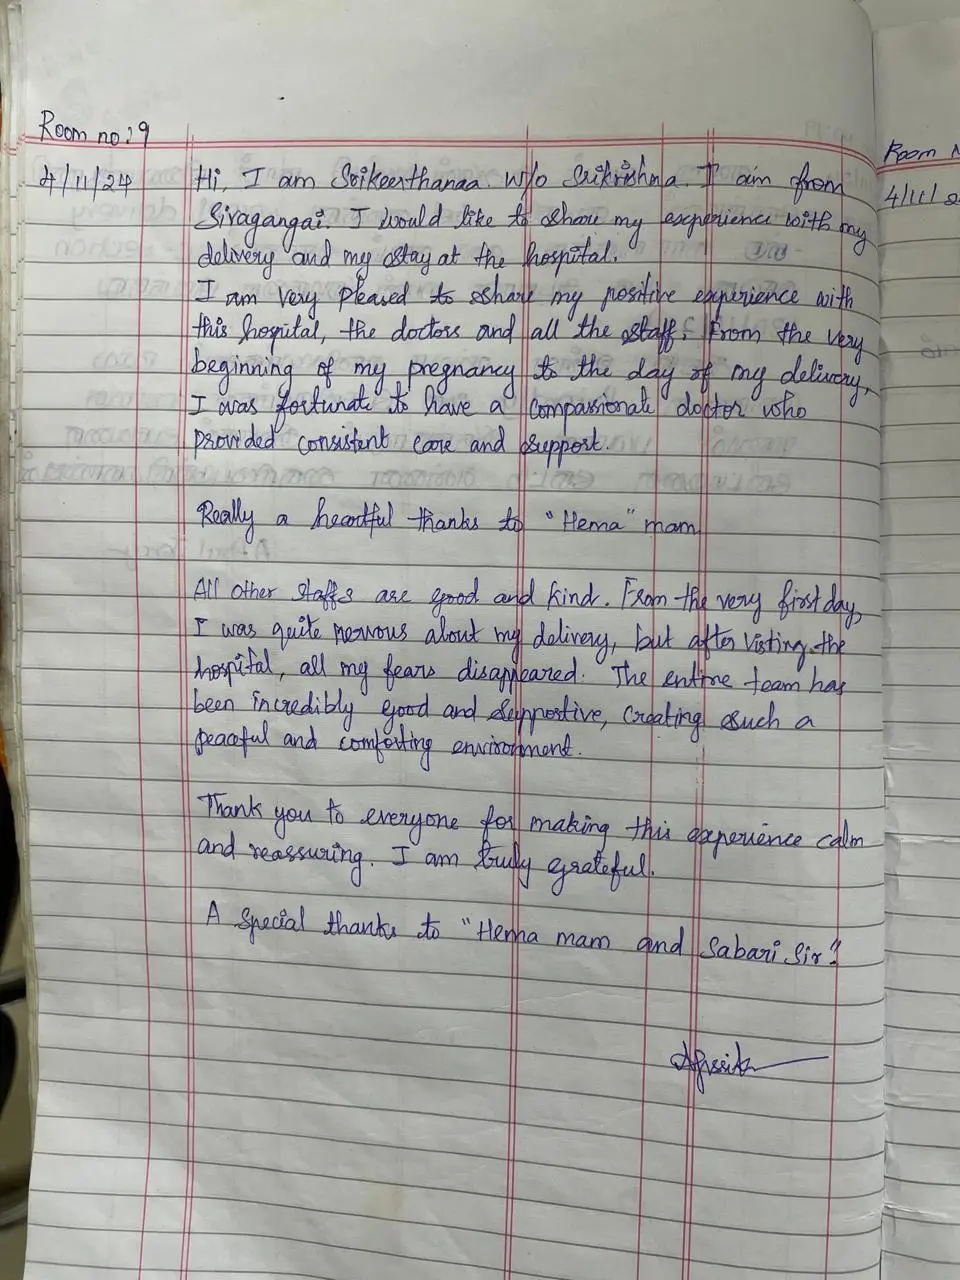 Room no: 9
4/11/24
Hi, I am Srikeerthanaa. W/o Srikrishna. I am from
Sivagangai. I would like to share my experience with my
delivery and my stay at the hospital.
I am very pleased to share my positive experience with
this hospital, the doctors and all the staff. From the very
beginning of my pregnancy to the day of my delivery,
I was fortunate to have a compassionate doctor who
provided consistent care and support.
Really a heartful thanks to "Hema" mam
All other staffs are good and kind. From the very first day,
I was quite nervous about my delivery, but after visting the
hospital, all my fears disappeared. The entire team has
been incredibly good and supportive, creating such a
peaceful and comforting environment.
Thank you to everyone for making this experience calm
and reassuring. I am truly grateful.
A Special thanks to "Hema mam and Sabari Sir"
Room
4/11/2